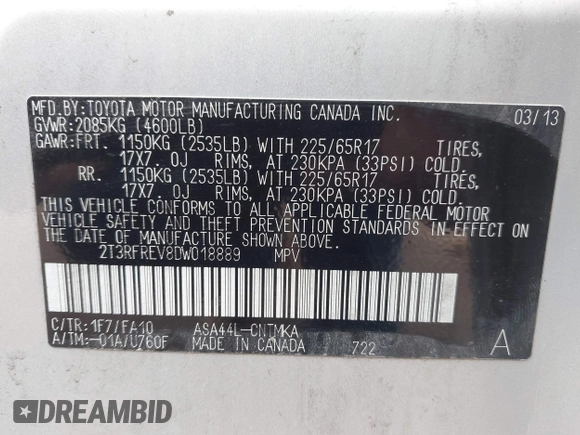 MFD.BY:TOYOTA MOTOR MANUFACTURING CANADA INC. 03/13
GVWR:2085KG (4600LB)
GAWR:FRT. 1150KG (2535LB) WITH 225/65R17 TIRES,
17X7.0J RIMS, AT 230KPA (33PSI) COLD.
RR. 1150KG (2535LB) WITH 225/65R17 TIRES,
17X7.0J RIMS, AT 230KPA (33PSI) COLD.
THIS VEHICLE CONFORMS TO ALL APPLICABLE FEDERAL MOTOR
VEHICLE SAFETY AND THEFT PREVENTION STANDARDS IN EFFECT ON
THE DATE OF MANUFACTURE SHOWN ABOVE.
2T3RFREV8DW018889 MPV
C/TR:1F7/FA10 ASA44L-CNTMKA
A/TM:-01A/U760F MADE IN CANADA 722 A
DREAMBID